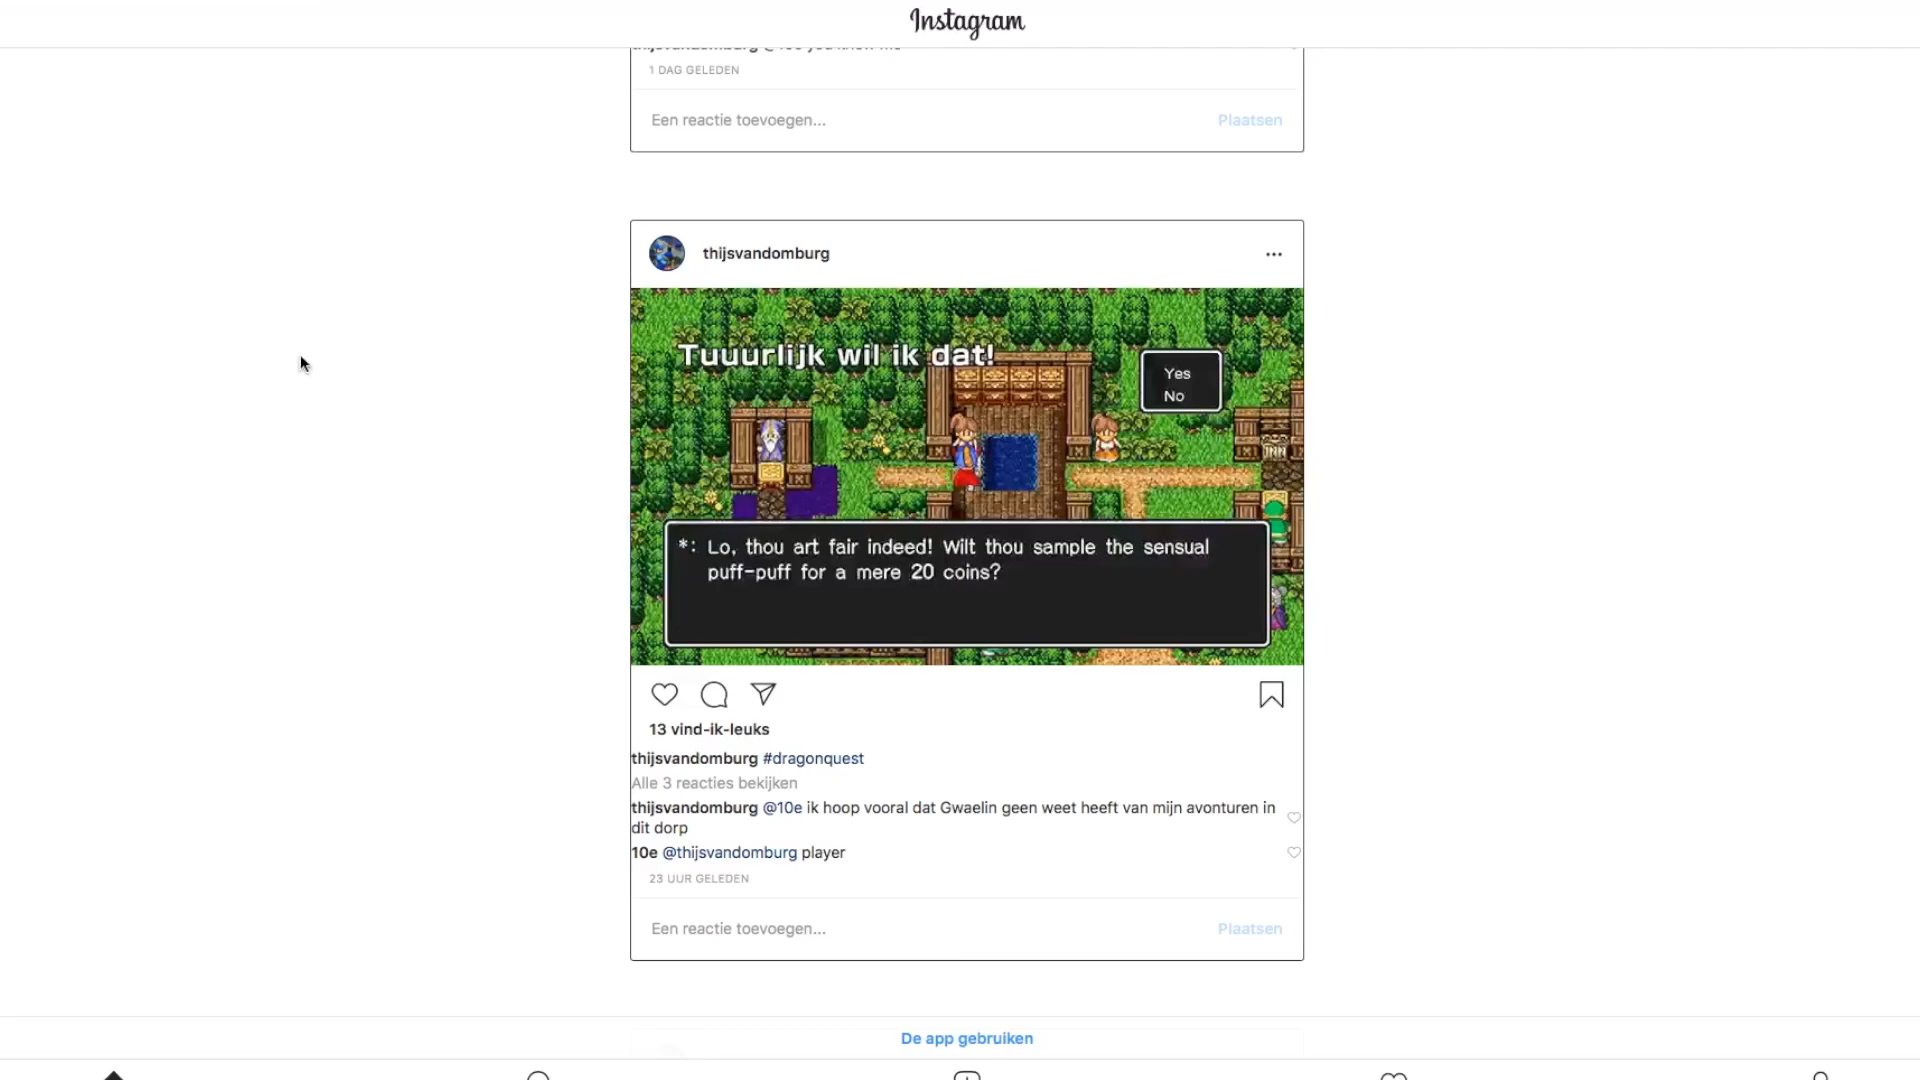 Instagram
1 DAG GELEDEN
Een reactie toevoegen... Plaatsen
thijsvandomburg
Tuuurlijk wil ik dat!
Yes
No
INN
*: Lo, thou art fair indeed! Wilt thou sample the sensual
puff-puff for a mere 20 coins?
13 vind-ik-leuks
thijsvandomburg #dragonquest
Alle 3 reacties bekijken
thijsvandomburg @10e ik hoop vooral dat Gwaelin geen weet heeft van mijn avonturen in
dit dorp
10e @thijsvandomburg player
23 UUR GELEDEN
Een reactie toevoegen... Plaatsen
De app gebruiken